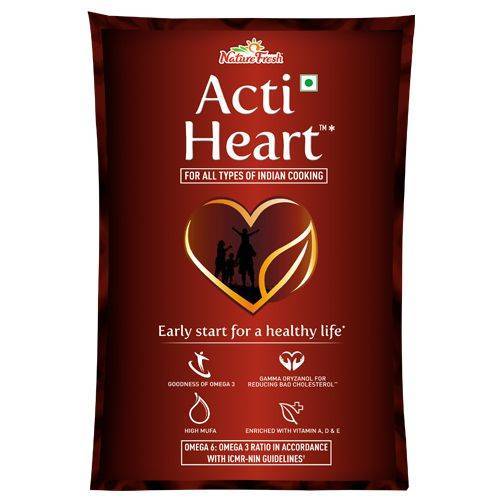 NatureFresh
Acti
Heart™*
FOR ALL TYPES OF INDIAN COOKING
Early start for a healthy life*
GOODNESS OF OMEGA 3
GAMMA ORYZANOL FOR
REDUCING BAD CHOLESTEROL**
HIGH MUFA
ENRICHED WITH VITAMIN A, D & E
OMEGA 6: OMEGA 3 RATIO IN ACCORDANCE
WITH ICMR-NIN GUIDELINES†